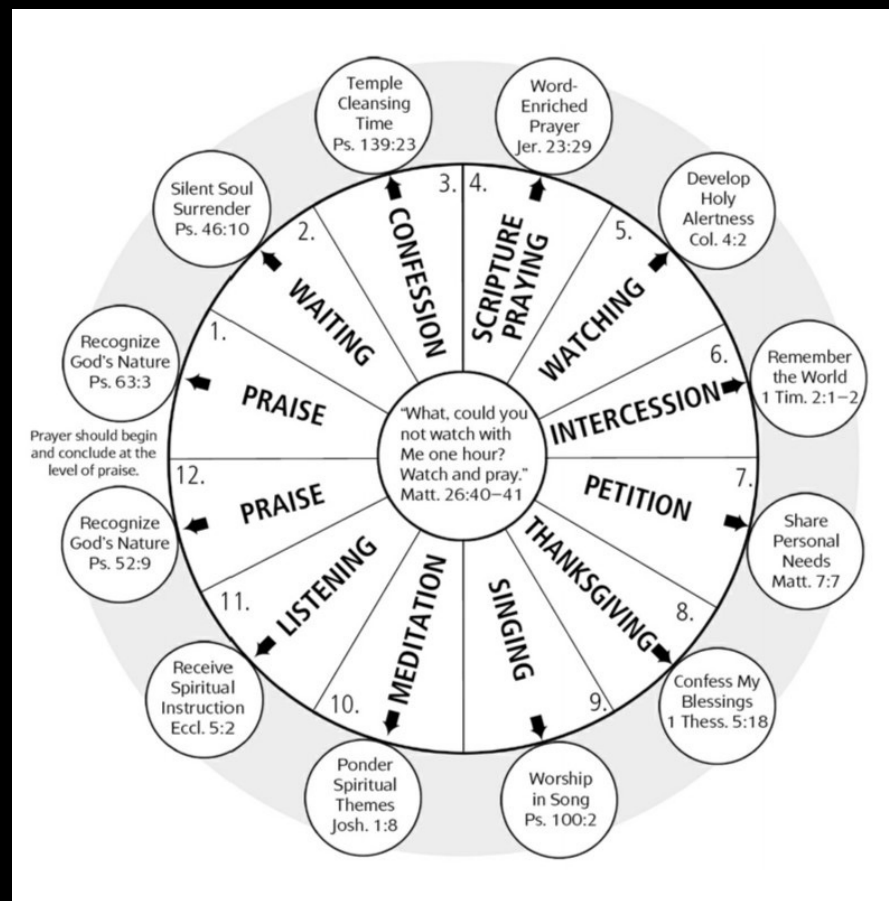 Recognize
God's Nature
Ps. 63:3
1.
PRAISE
Silent Soul
Surrender
Ps. 46:10
2.
WAITING
Temple
Cleansing
Time
Ps. 139:23
3.
CONFESSION
Word-
Enriched
Prayer
Jer. 23:29
4.
SCRIPTURE
PRAYING
Develop
Holy
Alertness
Col. 4:2
5.
WATCHING
Remember
the World
1 Tim. 2:1–2
6.
INTERCESSION
Share
Personal
Needs
Matt. 7:7
7.
PETITION
Confess My
Blessings
1 Thess. 5:18
8.
THANKSGIVING
Worship
in Song
Ps. 100:2
9.
SINGING
Ponder
Spiritual
Themes
Josh. 1:8
10.
MEDITATION
Receive
Spiritual
Instruction
Eccl. 5:2
11.
LISTENING
Recognize
God's Nature
Ps. 52:9
12.
PRAISE
Prayer should begin
and conclude at the
level of praise.
"What, could you
not watch with
Me one hour?
Watch and pray."
Matt. 26:40–41